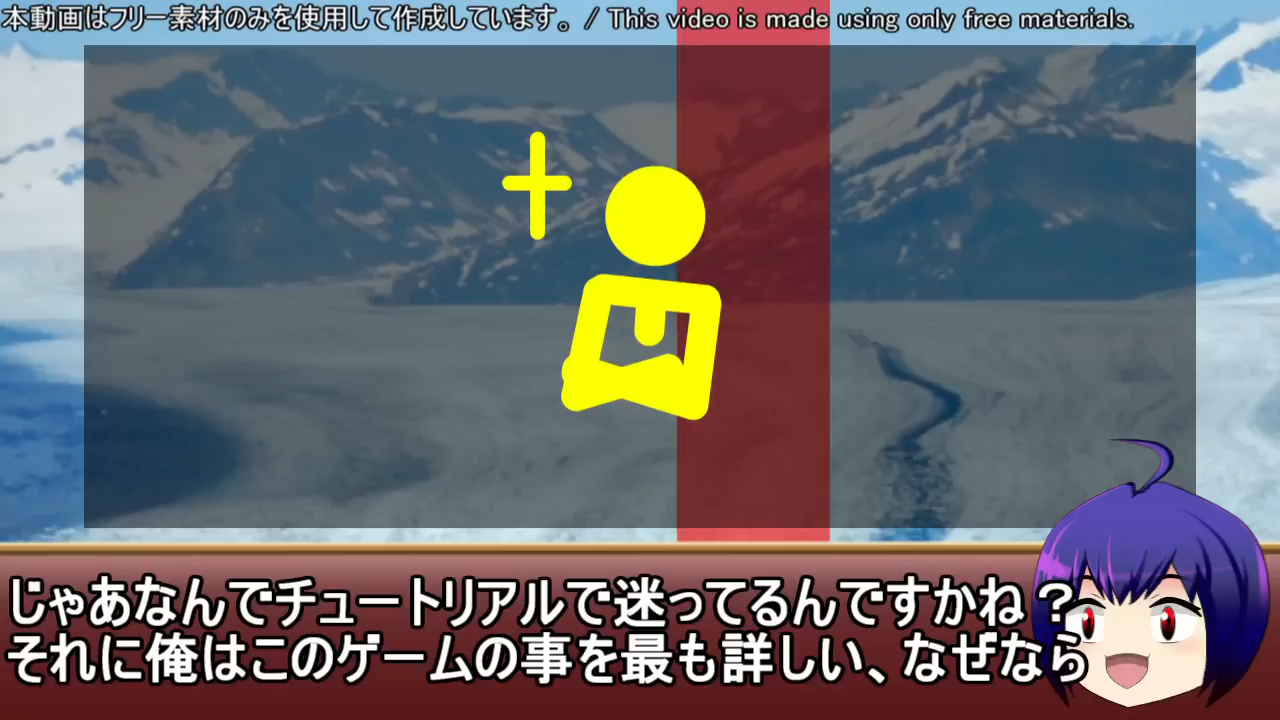 本動画はフリー素材のみを使用して作成しています。 / This video is made using only free materials.
じゃあなんでチュートリアルで迷ってるんですかね？
それに俺はこのゲームの事を最も詳しい、なぜなら